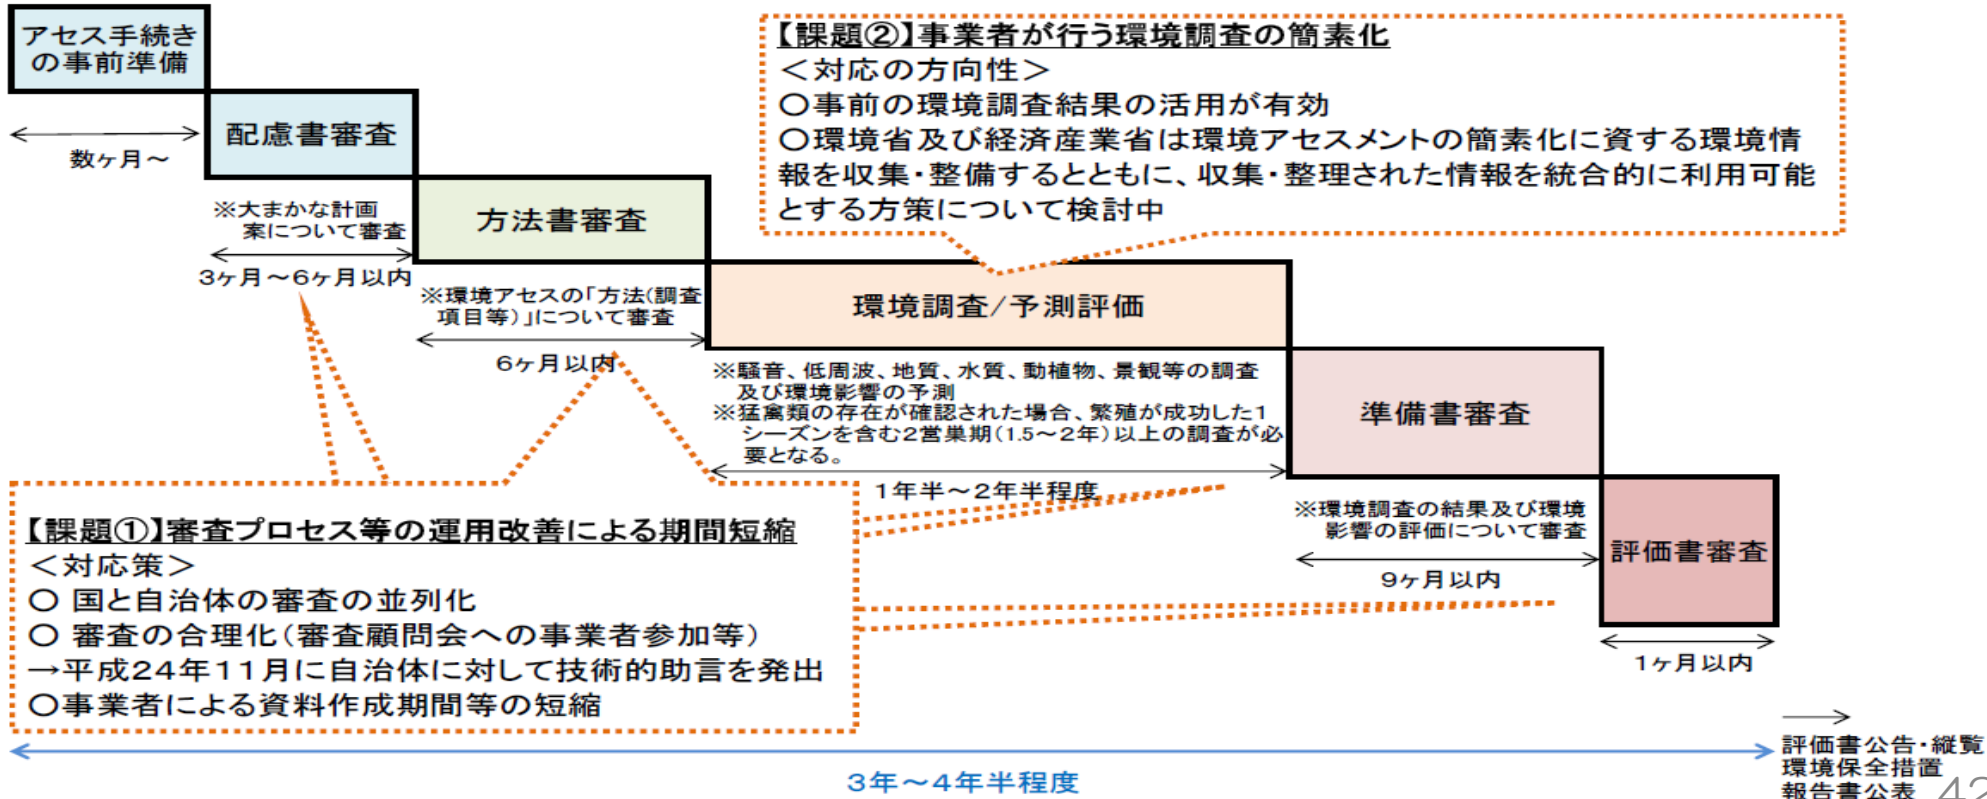 アセス手続き
の事前準備
数ヶ月～
配慮書審査
※大まかな計画
案について審査
3ヶ月～6ヶ月以内
方法書審査
※環境アセスの「方法(調査
項目等)」について審査
6ヶ月以内
【課題②】事業者が行う環境調査の簡素化
＜対応の方向性＞
○事前の環境調査結果の活用が有効
○環境省及び経済産業省は環境アセスメントの簡素化に資する環境情
報を収集・整備するとともに、収集・整理された情報を統合的に利用可能
とする方策について検討中
環境調査/予測評価
※騒音、低周波、地質、水質、動植物、景観等の調査
及び環境影響の予測
※猛禽類の存在が確認された場合、繁殖が成功した1
シーズンを含む2営巣期(1.5～2年)以上の調査が必
要となる。
1年半～2年半程度
準備書審査
※環境調査の結果及び環境
影響の評価について審査
9ヶ月以内
評価書審査
1ヶ月以内
【課題①】審査プロセス等の運用改善による期間短縮
＜対応策＞
○ 国と自治体の審査の並列化
○ 審査の合理化(審査顧問会への事業者参加等)
→平成24年11月に自治体に対して技術的助言を発出
○事業者による資料作成期間等の短縮
3年～4年半程度
評価書公告・縦覧
環境保全措置
報告書公表
42